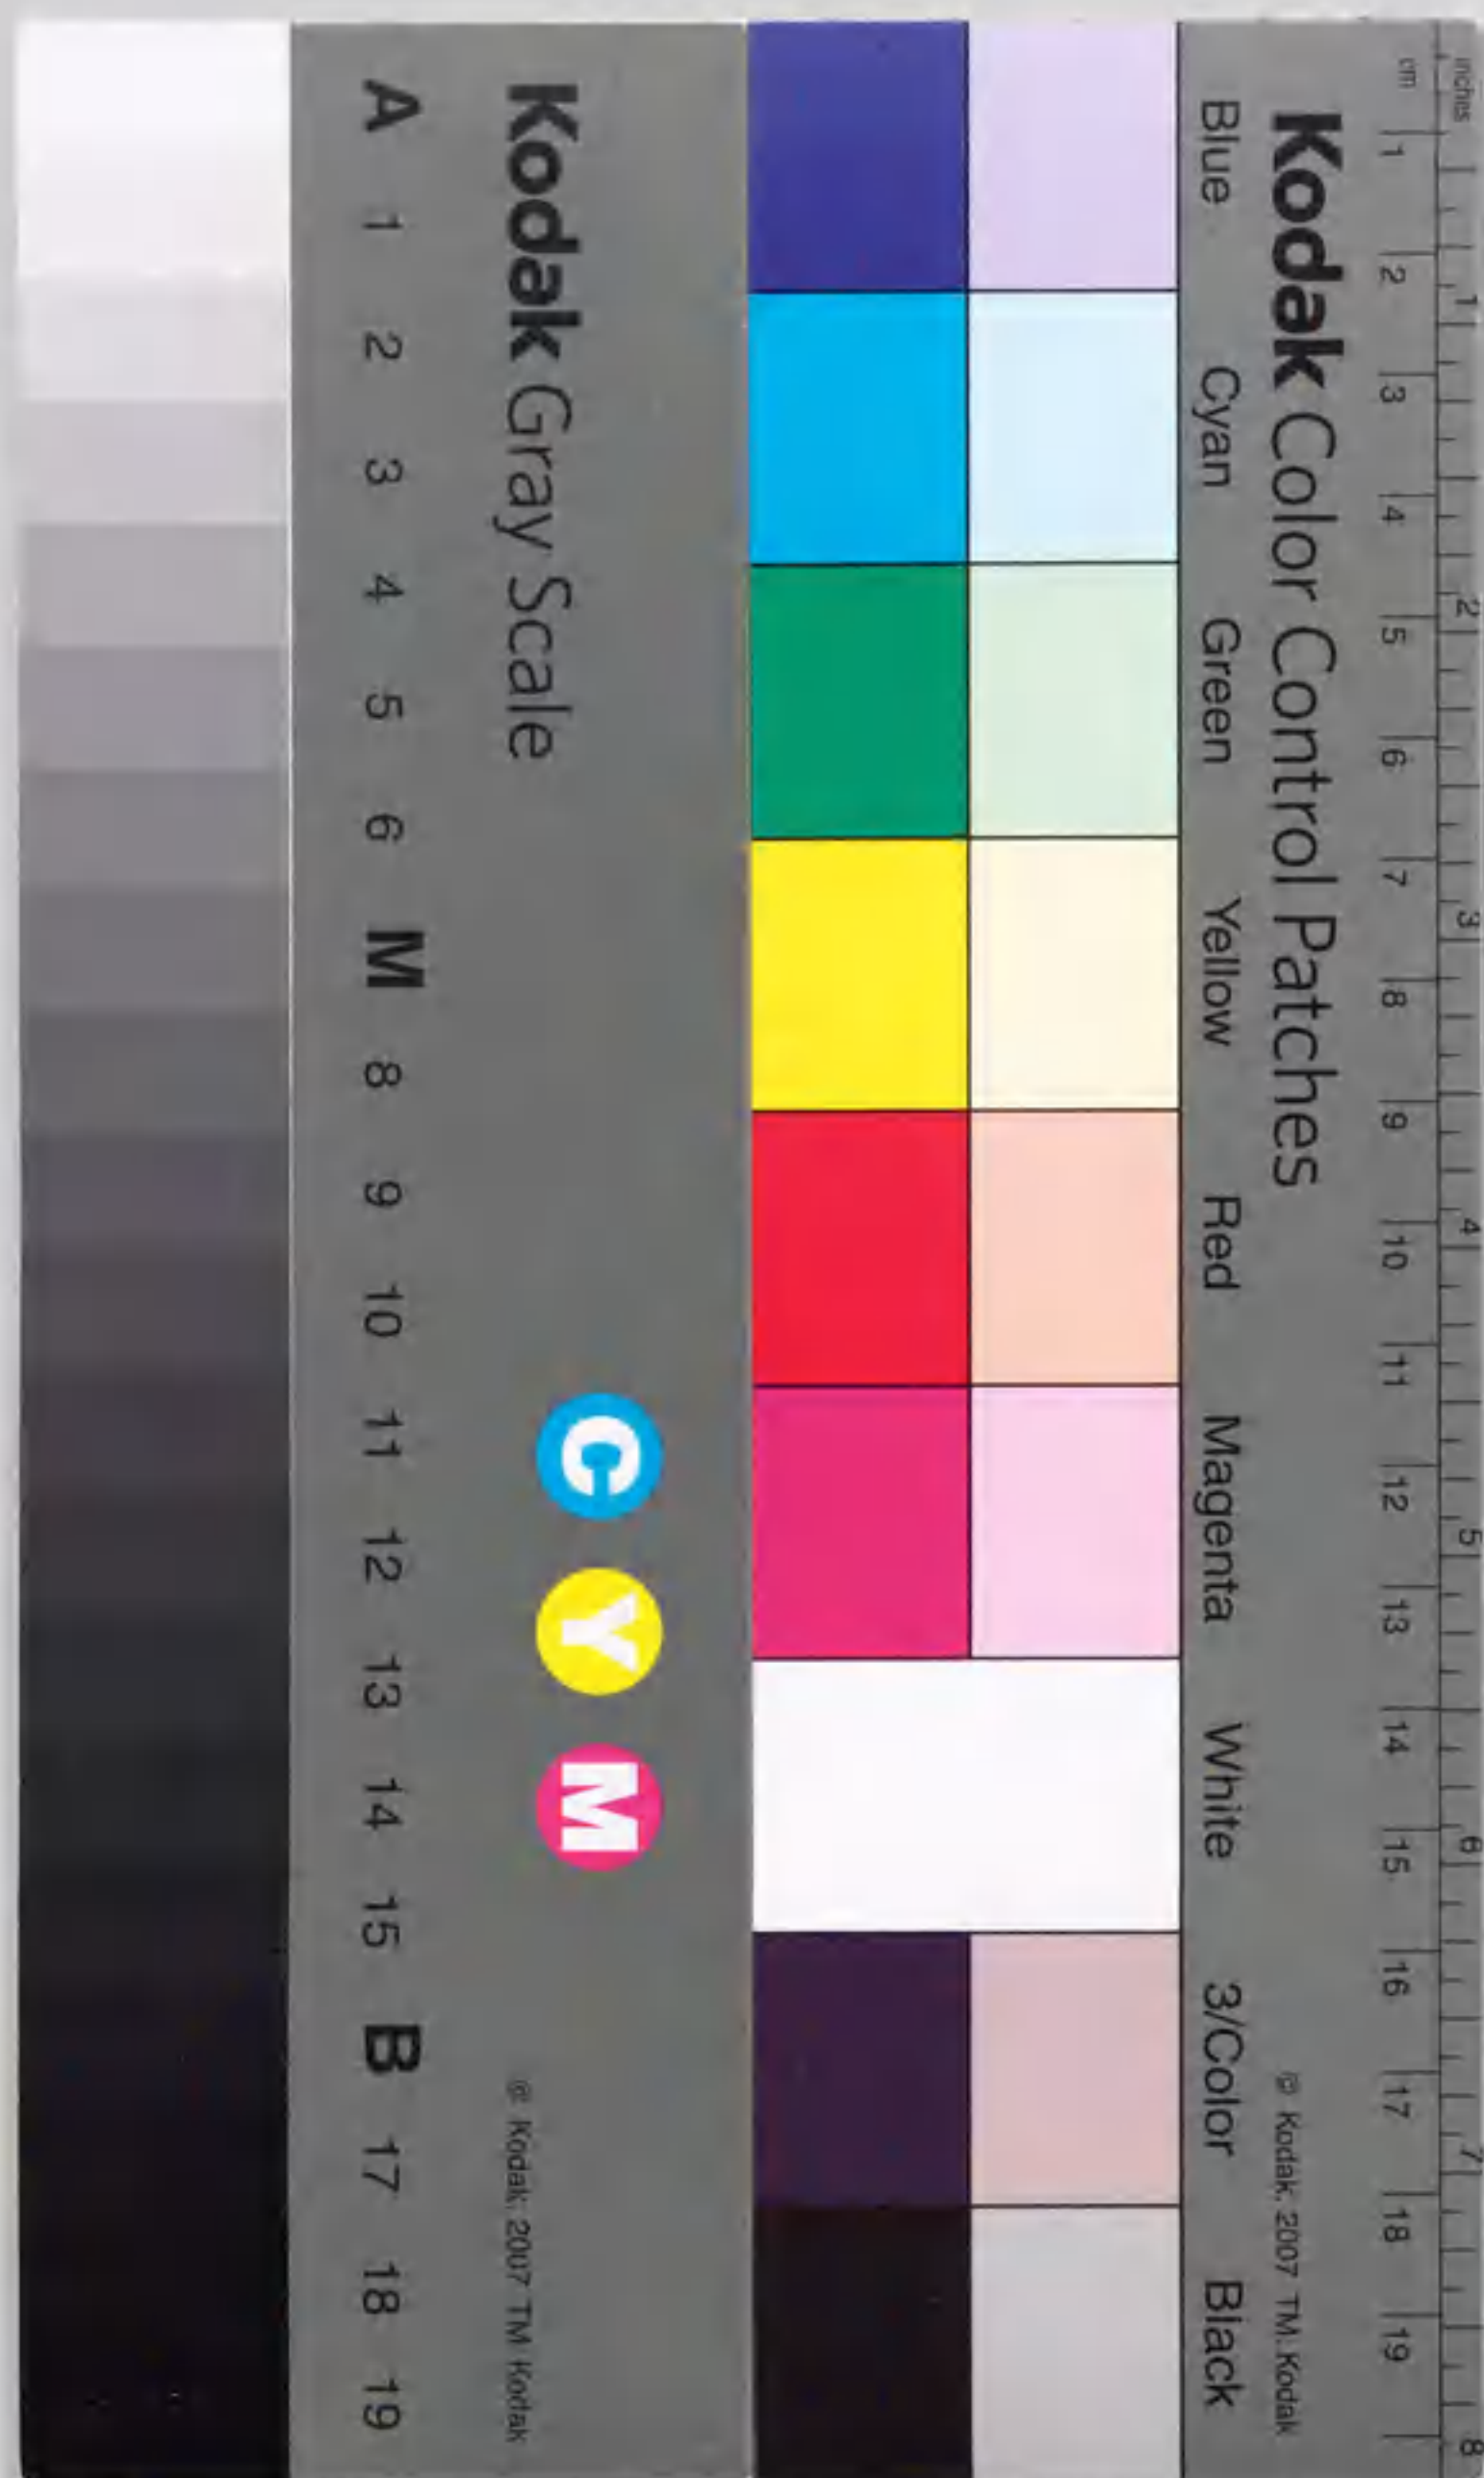 inches
1 2 3 4 5 6 7 8
cm
1 2 3 4 5 6 7 8 9 10 11 12 13 14 15 16 17 18 19
Kodak Color Control Patches
© Kodak, 2007 TM: Kodak
Blue Cyan Green Yellow Red Magenta White 3/Color Black
Kodak Gray Scale
C Y M
© Kodak, 2007 TM: Kodak
A 1 2 3 4 5 6 M 8 9 10 11 12 13 14 15 B 17 18 19